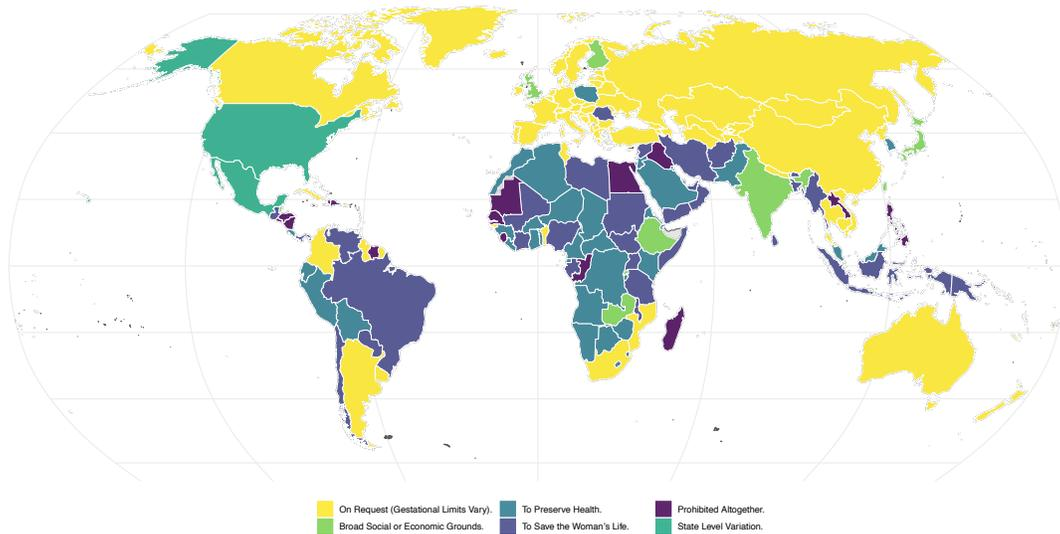 On Request (Gestational Limits Vary). To Preserve Health. Prohibited Altogether.
Broad Social or Economic Grounds. To Save the Woman's Life. State Level Variation.